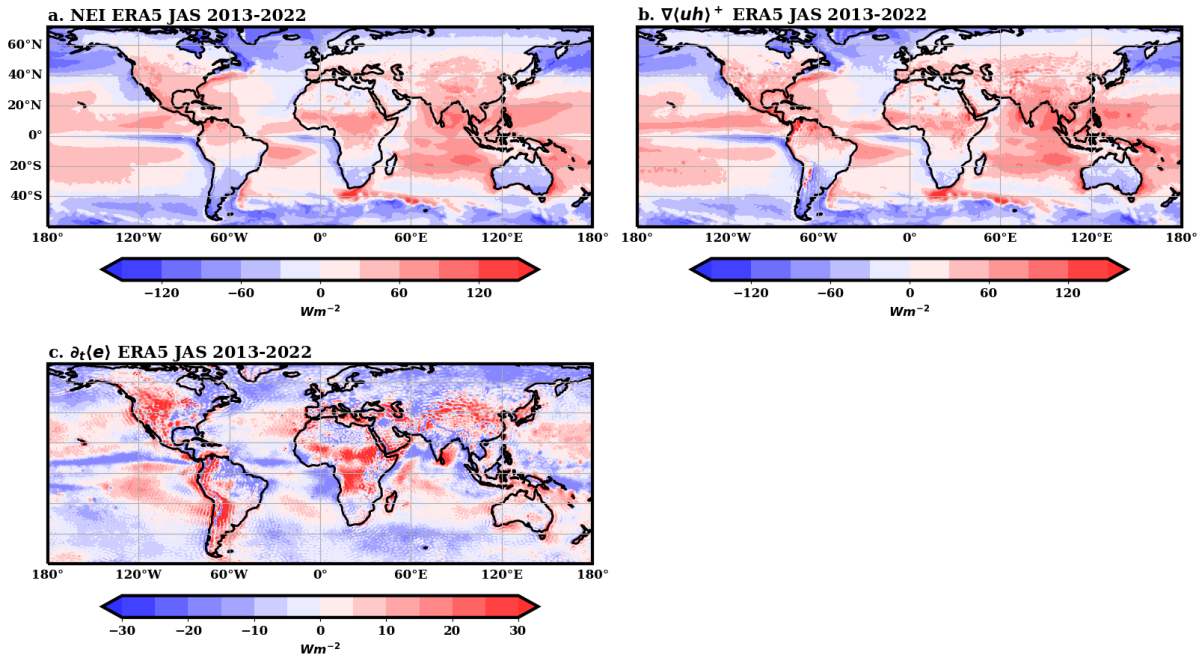 a. NEI ERA5 JAS 2013-2022
b. ∇⟨uh⟩⁺ ERA5 JAS 2013-2022
60°N
40°N
20°N
0°
20°S
40°S
180° 120°W 60°W 0° 60°E 120°E 180°
180° 120°W 60°W 0° 60°E 120°E 180°
−120 −60 0 60 120
−120 −60 0 60 120
Wm⁻²
Wm⁻²
c. ∂ₜ⟨e⟩ ERA5 JAS 2013-2022
180° 120°W 60°W 0° 60°E 120°E 180°
−30 −20 −10 0 10 20 30
Wm⁻²